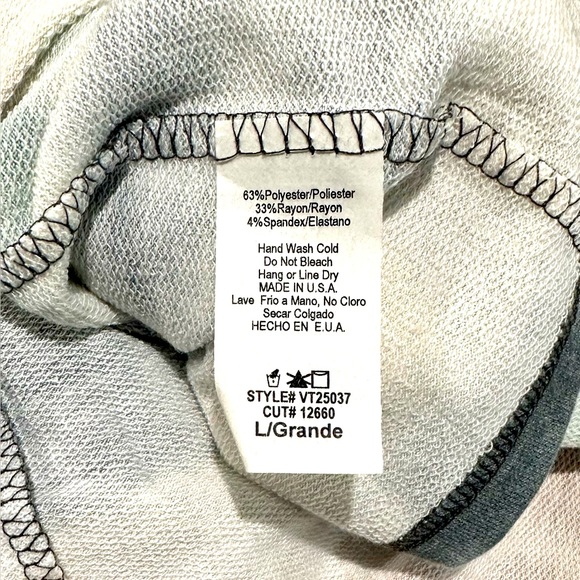 63%Polyester/Poliester
33%Rayon/Rayon
4%Spandex/Elastano
Hand Wash Cold
Do Not Bleach
Hang or Line Dry
MADE IN U.S.A.
Lave Frio a Mano, No Cloro
Secar Colgado
HECHO EN E.U.A.
STYLE# VT25037
CUT# 12660
L/Grande